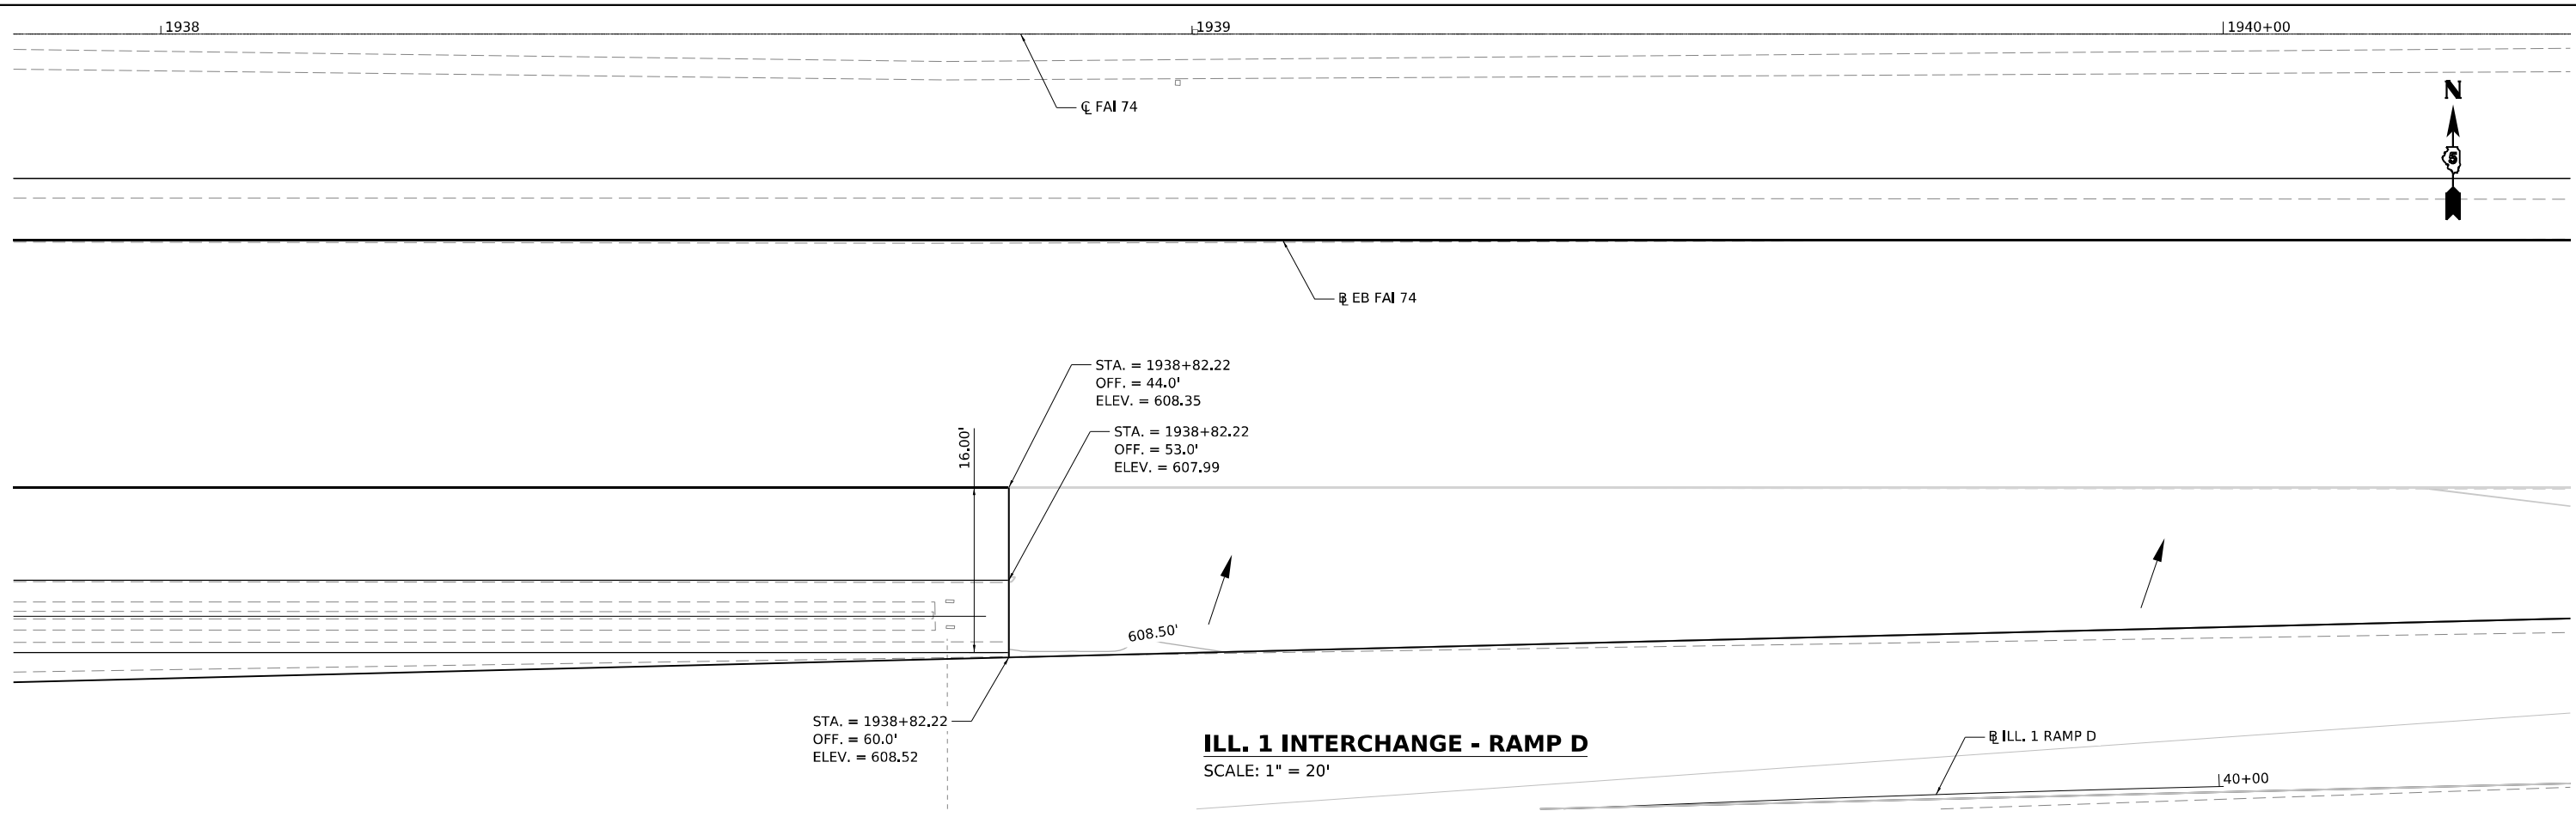 1938
1939
1940+00
℄ FAI 74
N
5
B̲L EB FAI 74
STA. = 1938+82.22
OFF. = 44.0'
ELEV. = 608.35
STA. = 1938+82.22
OFF. = 53.0'
ELEV. = 607.99
16.00'
608.50'
STA. = 1938+82.22
OFF. = 60.0'
ELEV. = 608.52
ILL. 1 INTERCHANGE - RAMP D
SCALE: 1" = 20'
BL ILL. 1 RAMP D
40+00